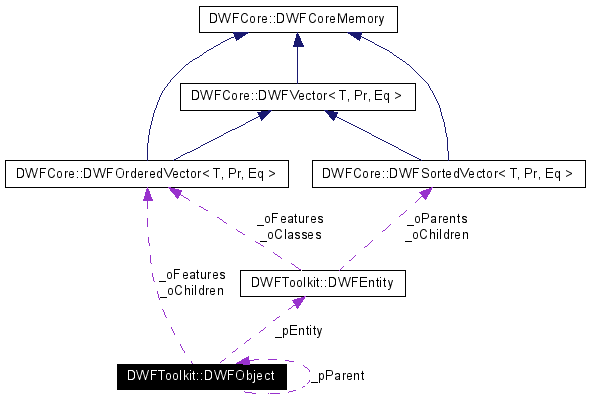 DWFCore::DWFCoreMemory
DWFCore::DWFVector< T, Pr, Eq >
DWFCore::DWFOrderedVector< T, Pr, Eq >
DWFCore::DWFSortedVector< T, Pr, Eq >
_oFeatures
_oClasses
_oParents
_oChildren
_oFeatures
_oChildren
DWFToolkit::DWFEntity
_pEntity
DWFToolkit::DWFObject
_pParent